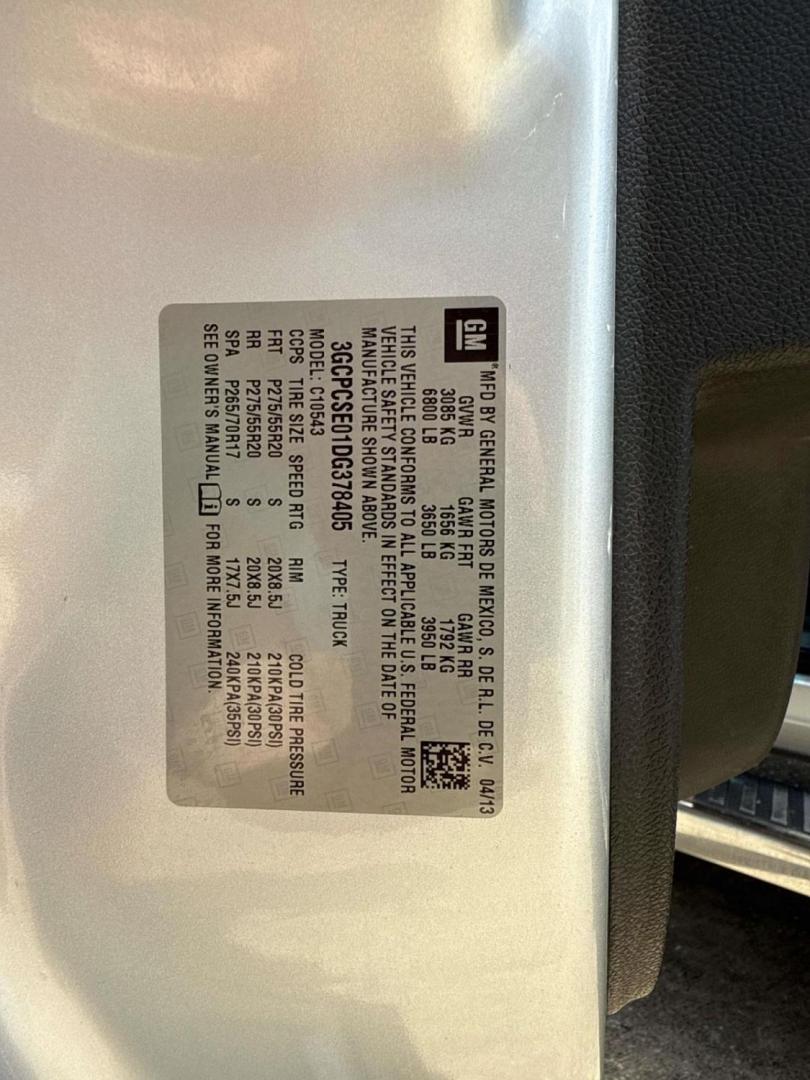 GM
®MFD BY GENERAL MOTORS DE MEXICO, S. DE R.L. DE C.V. 04/13
GVWR GAWR FRT GAWR RR
3085 KG 1656 KG 1792 KG
6800 LB 3650 LB 3950 LB
THIS VEHICLE CONFORMS TO ALL APPLICABLE U.S. FEDERAL MOTOR
VEHICLE SAFETY STANDARDS IN EFFECT ON THE DATE OF
MANUFACTURE SHOWN ABOVE.
3GCPCSE01DG378405 TYPE: TRUCK
MODEL: C10543
CCPS TIRE SIZE SPEED RTG RIM COLD TIRE PRESSURE
FRT P275/55R20 S 20X8.5J 210KPA(30PSI)
RR P275/55R20 S 20X8.5J 210KPA(30PSI)
SPA P265/70R17 S 17X7.5J 240KPA(35PSI)
SEE OWNER'S MANUAL FOR MORE INFORMATION.